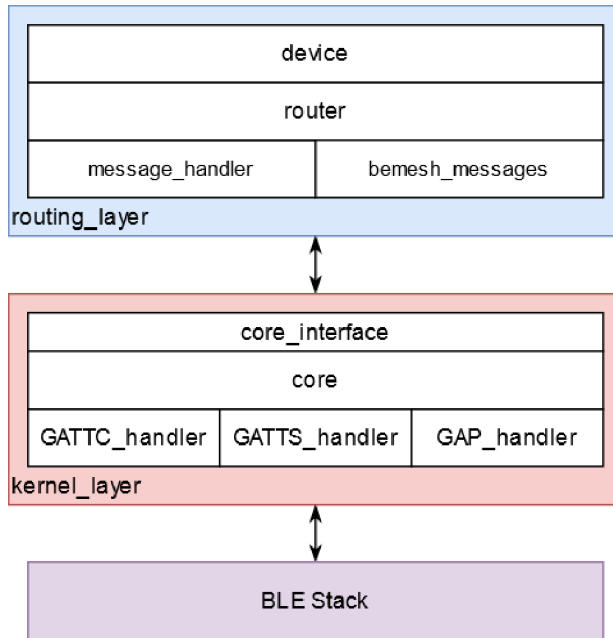 device
router
message_handler
bemesh_messages
routing_layer
core_interface
core
GATTC_handler
GATTS_handler
GAP_handler
kernel_layer
BLE Stack